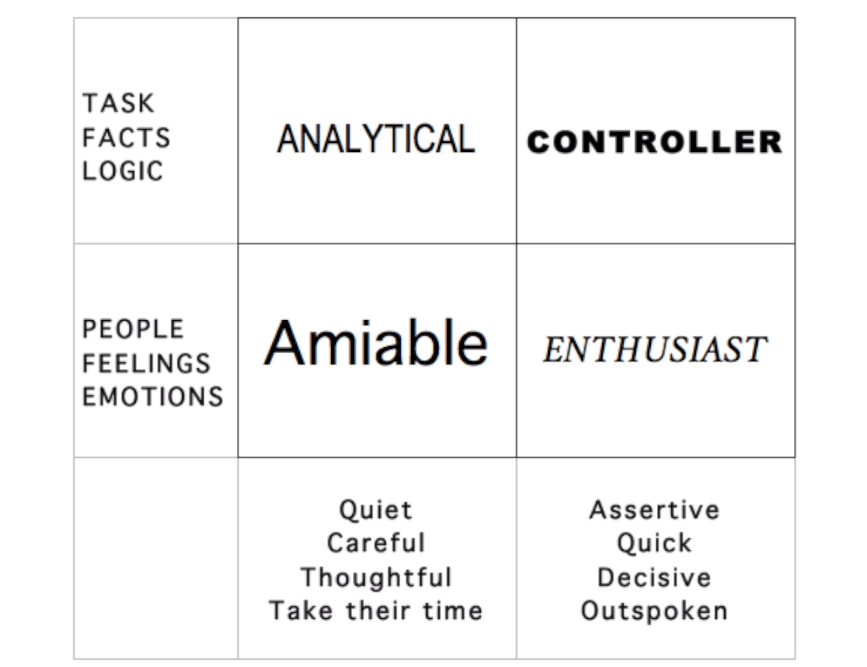 TASK
FACTS
LOGIC
ANALYTICAL
CONTROLLER
PEOPLE
FEELINGS
EMOTIONS
Amiable
ENTHUSIAST
Quiet
Careful
Thoughtful
Take their time
Assertive
Quick
Decisive
Outspoken